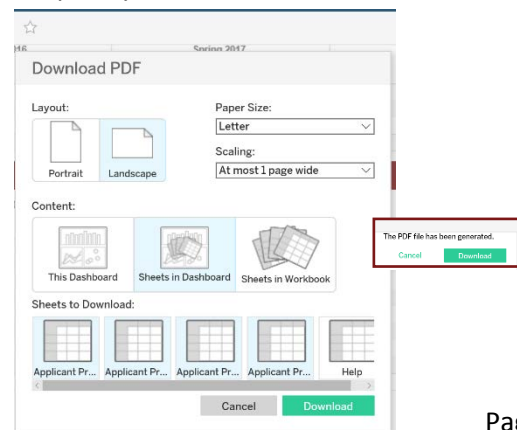 Spring 2017
Download PDF
Layout:
Paper Size:
Letter
Scaling:
Portrait
Landscape
At most 1 page wide
Content:
This Dashboard
Sheets in Dashboard
Sheets in Workbook
The PDF file has been generated.
Cancel
Download
Sheets to Download:
Applicant Pr...
Applicant Pr...
Applicant Pr...
Applicant Pr...
Help
Cancel
Download